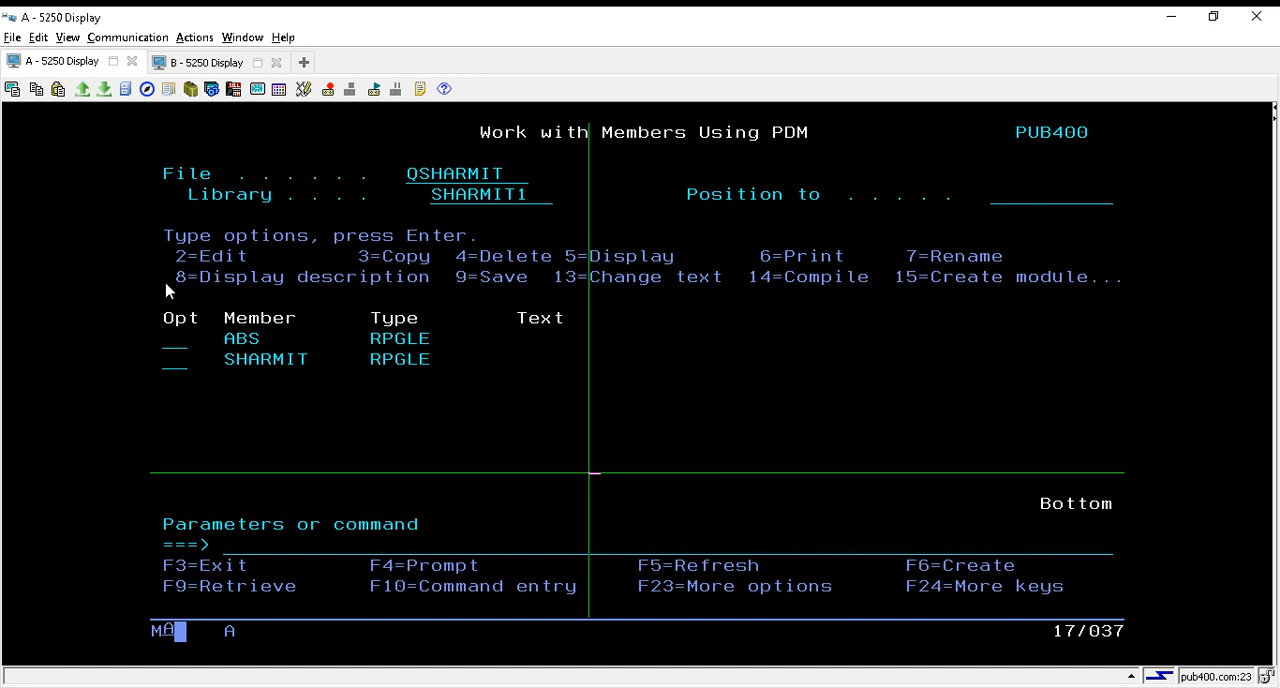 A - 5250 Display
File Edit View Communication Actions Window Help
A - 5250 Display B - 5250 Display
Work with Members Using PDM PUB400
File . . . . . . QSHARMIT
Library . . . . SHARMIT1 Position to . . . . .
Type options, press Enter.
2=Edit 3=Copy 4=Delete 5=Display 6=Print 7=Rename
8=Display description 9=Save 13=Change text 14=Compile 15=Create module...
Opt Member Type Text
ABS RPGLE
SHARMIT RPGLE
Bottom
Parameters or command
===>
F3=Exit F4=Prompt F5=Refresh F6=Create
F9=Retrieve F10=Command entry F23=More options F24=More keys
MA A 17/037
pub400.com:23